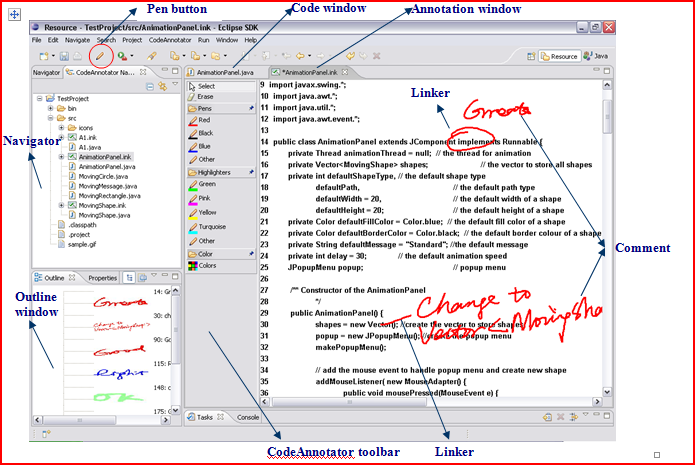 Pen button
Code window
Annotation window
Resource - TestProject/src/AnimationPanel.ink - Eclipse SDK
File Edit Navigate Search Project CodeAnnotator Run Window Help
Resource
Java
Navigator
CodeAnnotator Na...
TestProject
bin
src
icons
A1.ink
A1.java
AnimationPanel.ink
AnimationPanel.java
MovingCircle.java
MovingMessage.java
MovingRectangle.java
MovingShape.ink
MovingShape.java
.classpath
.project
sample.gif
Navigator
Outline
Properties
14: G
30: ch
60: G
115: e
148: c
175: G
Outline window
AnimationPanel.java
*AnimationPanel.ink
Select
Erase
Pens
Red
Black
Blue
Other
Highlighters
Green
Pink
Yellow
Turquoise
Other
Color
Colors
9 import javax.swing.*;
10 import java.awt.*;
11 import java.util.*;
12 import java.awt.event.*;
13
14 public class AnimationPanel extends JComponent implements Runnable {
15 private Thread animationThread = null; // the thread for animation
16 private Vector<MovingShape> shapes; // the vector to store all shapes
17 private int defaultShapeType, // the default shape type
18 defaultPath, // the default path type
19 defaultWidth = 20, // the default width of a shape
20 defaultHeight = 20; // the default height of a shape
21 private Color defaultFillColor = Color.blue; // the default fill color of a shape
22 private Color defaultBorderColor = Color.black; // the default border colour of a shape
23 private String defaultMessage = "Standard"; //the default message
24 private int delay = 30; // the default animation speed
25 JPopupMenu popup; // popup menu
26
27 /** Constructor of the AnimationPanel
28 */
29 public AnimationPanel() {
30 shapes = new Vector(); //create the vector to store shapes
31 popup = new JPopupMenu(); //create the popup menu
32 makePopupMenu();
33
34 // add the mouse event to handle popup menu and create new shape
35 addMouseListener( new MouseAdapter() {
36 public void mousePressed(MouseEvent e) {
Linker
Change to
Vector<MovingSha
Comment
Tasks
Console
CodeAnnotator toolbar
Linker